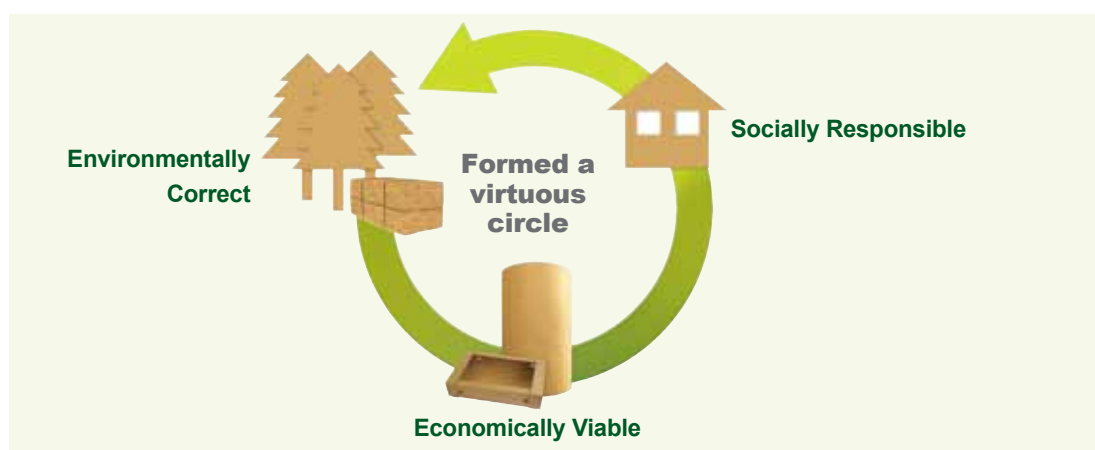 Socially Responsible
Environmentally
Correct
Formed a
virtuous
circle
Economically Viable